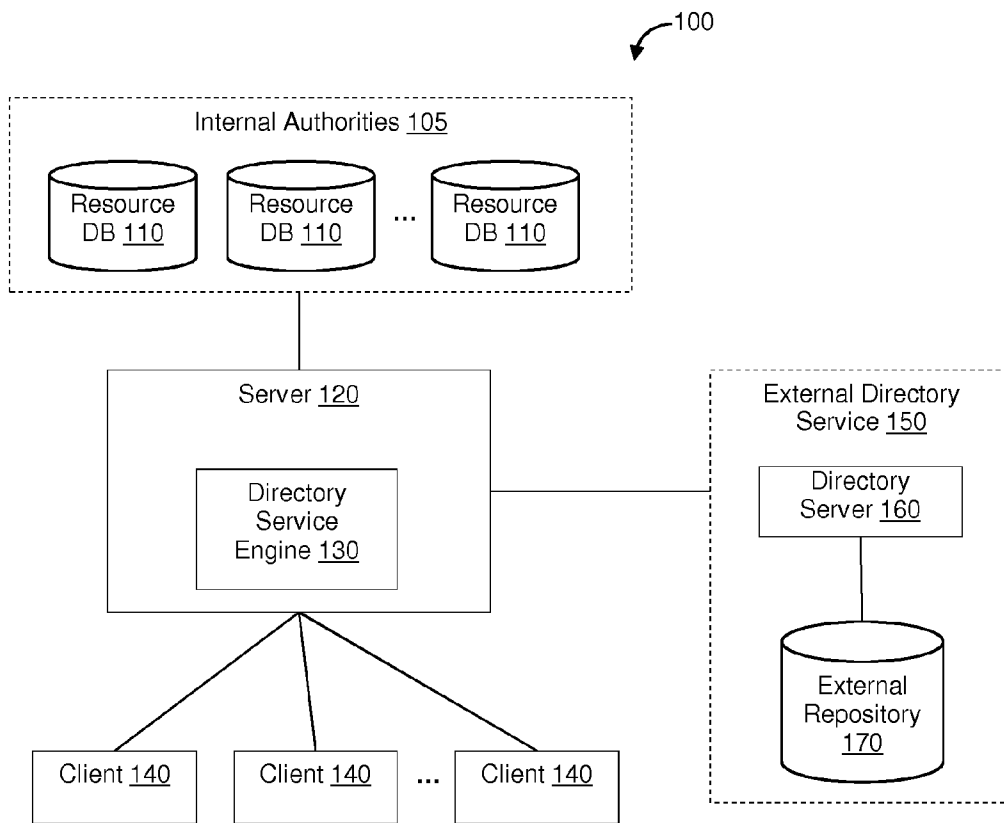 100
Internal Authorities 105
Resource
DB 110
Resource
DB 110
...
Resource
DB 110
Server 120
Directory
Service
Engine 130
External Directory
Service 150
Directory
Server 160
External
Repository
170
Client 140
Client 140
...
Client 140